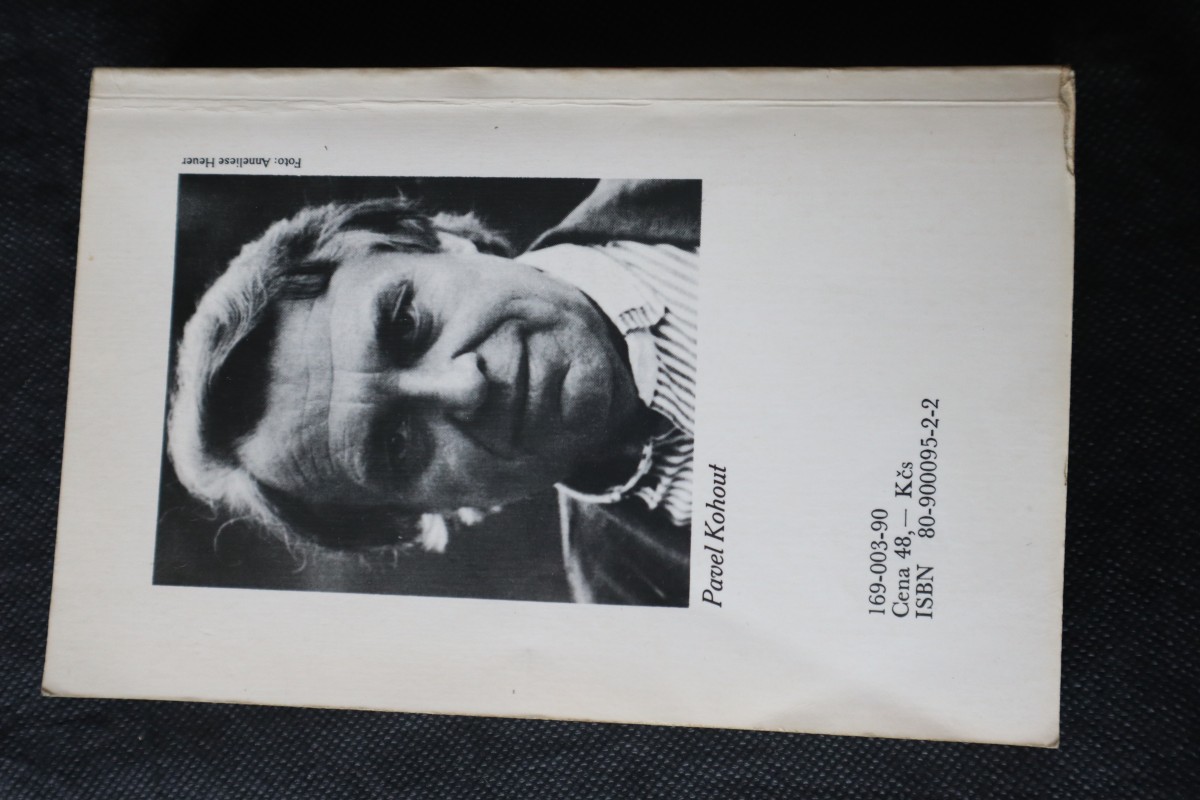 Foto: Anneliese Heuer
Pavel Kohout
169-003-90
Cena 48,— Kčs
ISBN 80-900095-2-2